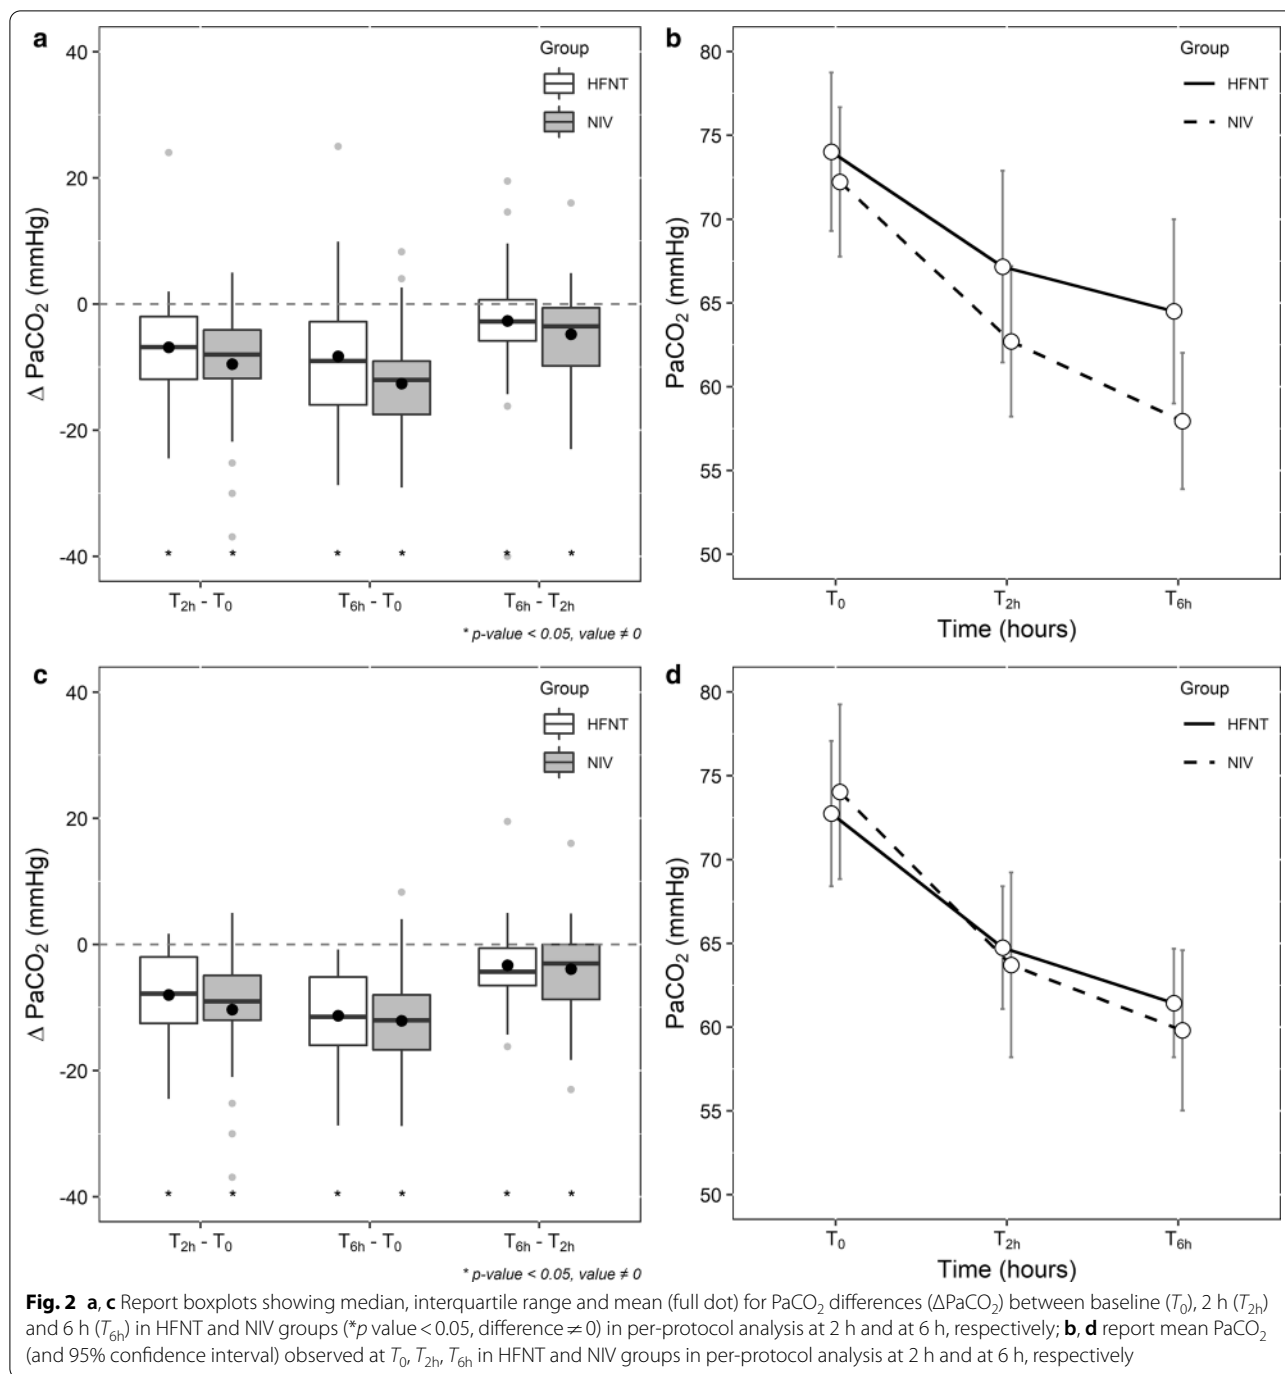 a
Group
HFNT
NIV
40
20
0
-20
-40
Δ PaCO₂ (mmHg)
* * * * * *
T₂ₕ - T₀ T₆ₕ - T₀ T₆ₕ - T₂ₕ
* p-value < 0.05, value ≠ 0
b
Group
HFNT
NIV
80
75
70
65
60
55
50
PaCO₂ (mmHg)
T₀ T₂ₕ T₆ₕ
Time (hours)
c
Group
HFNT
NIV
40
20
0
-20
-40
Δ PaCO₂ (mmHg)
* * * * * *
T₂ₕ - T₀ T₆ₕ - T₀ T₆ₕ - T₂ₕ
* p-value < 0.05, value ≠ 0
d
Group
HFNT
NIV
80
75
70
65
60
55
50
PaCO₂ (mmHg)
T₀ T₂ₕ T₆ₕ
Time (hours)
Fig. 2 a, c Report boxplots showing median, interquartile range and mean (full dot) for PaCO₂ differences (ΔPaCO₂) between baseline (T₀), 2 h (T₂ₕ)
and 6 h (T₆ₕ) in HFNT and NIV groups (*p value < 0.05, difference ≠ 0) in per-protocol analysis at 2 h and at 6 h, respectively; b, d report mean PaCO₂
(and 95% confidence interval) observed at T₀, T₂ₕ, T₆ₕ in HFNT and NIV groups in per-protocol analysis at 2 h and at 6 h, respectively